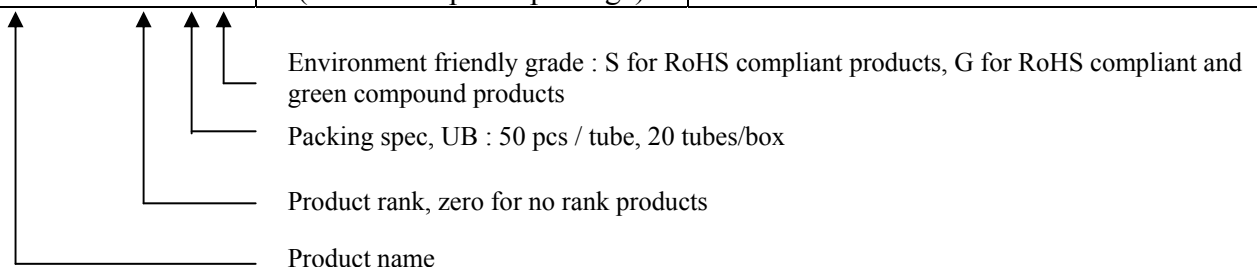 Environment friendly grade : S for RoHS compliant products, G for RoHS compliant and
green compound products
Packing spec, UB : 50 pcs / tube, 20 tubes/box
Product rank, zero for no rank products
Product name